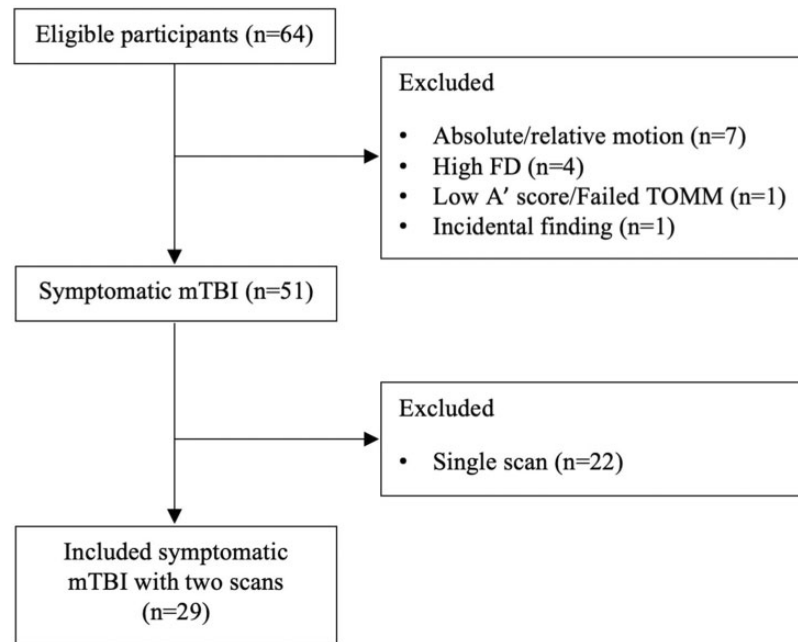 Eligible participants (n=64)
Excluded
• Absolute/relative motion (n=7)
• High FD (n=4)
• Low A′ score/Failed TOMM (n=1)
• Incidental finding (n=1)
Symptomatic mTBI (n=51)
Excluded
• Single scan (n=22)
Included symptomatic
mTBI with two scans
(n=29)